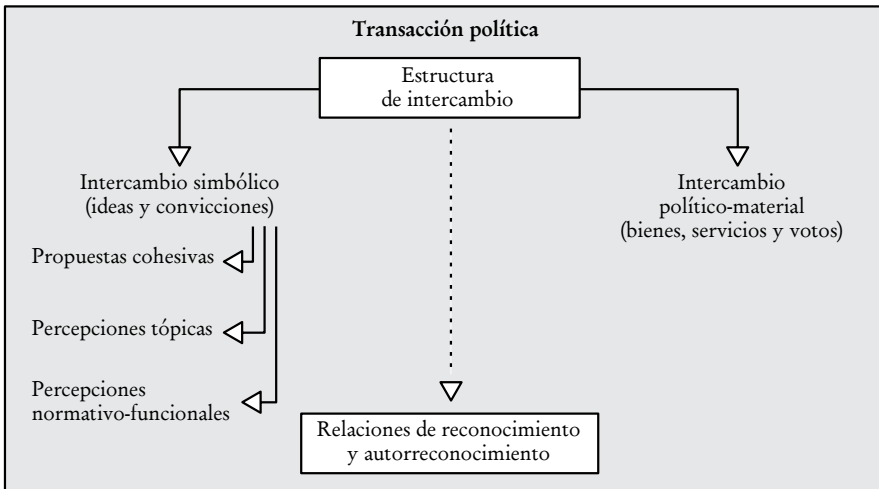 Transacción política
Estructura
de intercambio
Intercambio simbólico
(ideas y convicciones)
Intercambio
político-material
(bienes, servicios y votos)
Propuestas cohesivas
Percepciones tópicas
Percepciones
normativo-funcionales
Relaciones de reconocimiento
y autorreconocimiento